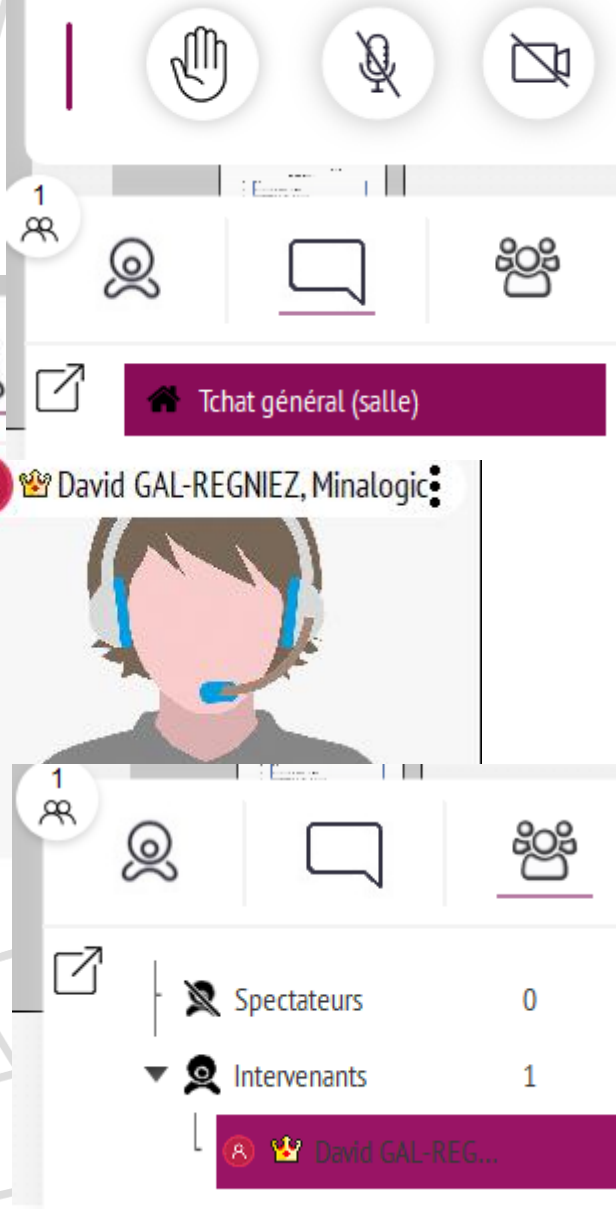 1
Tchat général (salle)
David GAL-REGNIEZ, Minalogic
1
Spectateurs 0
Intervenants 1
David GAL-REG...